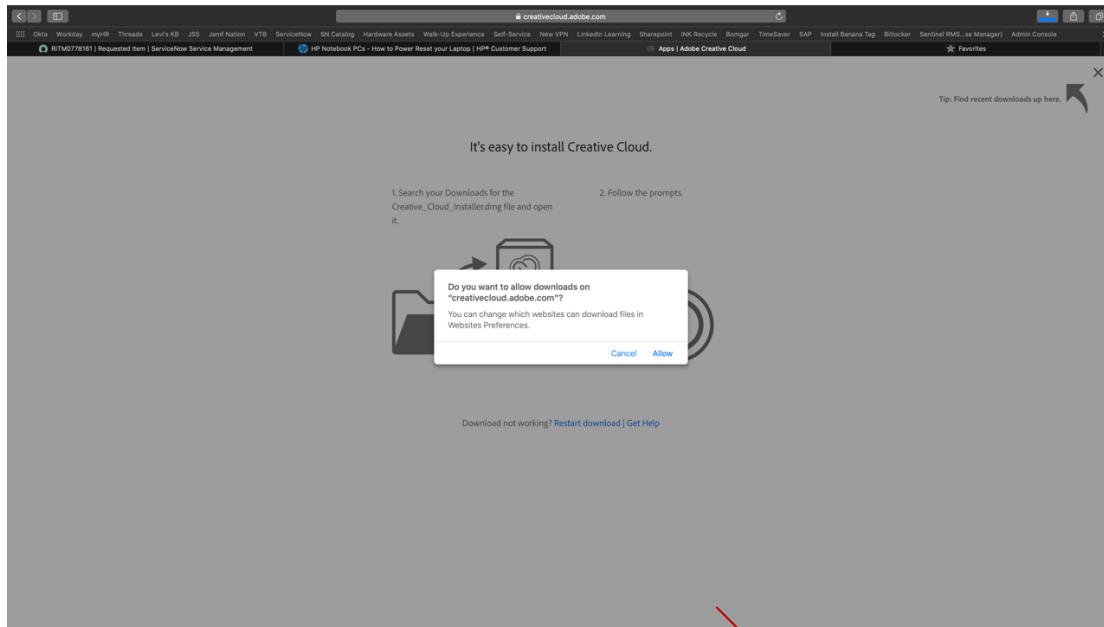 creativecloud.adobe.com
Okta Workday myHR Threads Levi's KB JSS Jamf Nation VTB ServiceNow SN Catalog Hardware Assets Walk-Up Experience Self-Service New VPN LinkedIn Learning Sharepoint INK Recycle Bomgar TimeSaver SAP Install Banana Tag Bitlocker Sentinel RMS...se Manager) Admin Console
RITM0778161 | Requested Item | ServiceNow Service Management HP Notebook PCs - How to Power Reset your Laptop | HP® Customer Support Apps | Adobe Creative Cloud Favorites
Tip: Find recent downloads up here.
It's easy to install Creative Cloud.
1. Search your Downloads for the
Creative_Cloud_Installer.dmg file and open
it.
2. Follow the prompts.
Do you want to allow downloads on
“creativecloud.adobe.com”?
You can change which websites can download files in
Websites Preferences.
Cancel Allow
Download not working? Restart download | Get Help